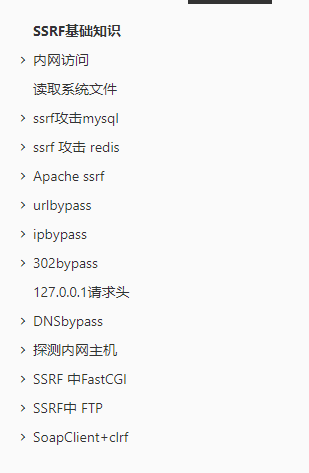 SSRF基础知识
内网访问
读取系统文件
ssrf攻击mysql
ssrf 攻击 redis
Apache ssrf
urlbypass
ipbypass
302bypass
127.0.0.1请求头
DNSbypass
探测内网主机
SSRF 中FastCGI
SSRF中 FTP
SoapClient+clrf